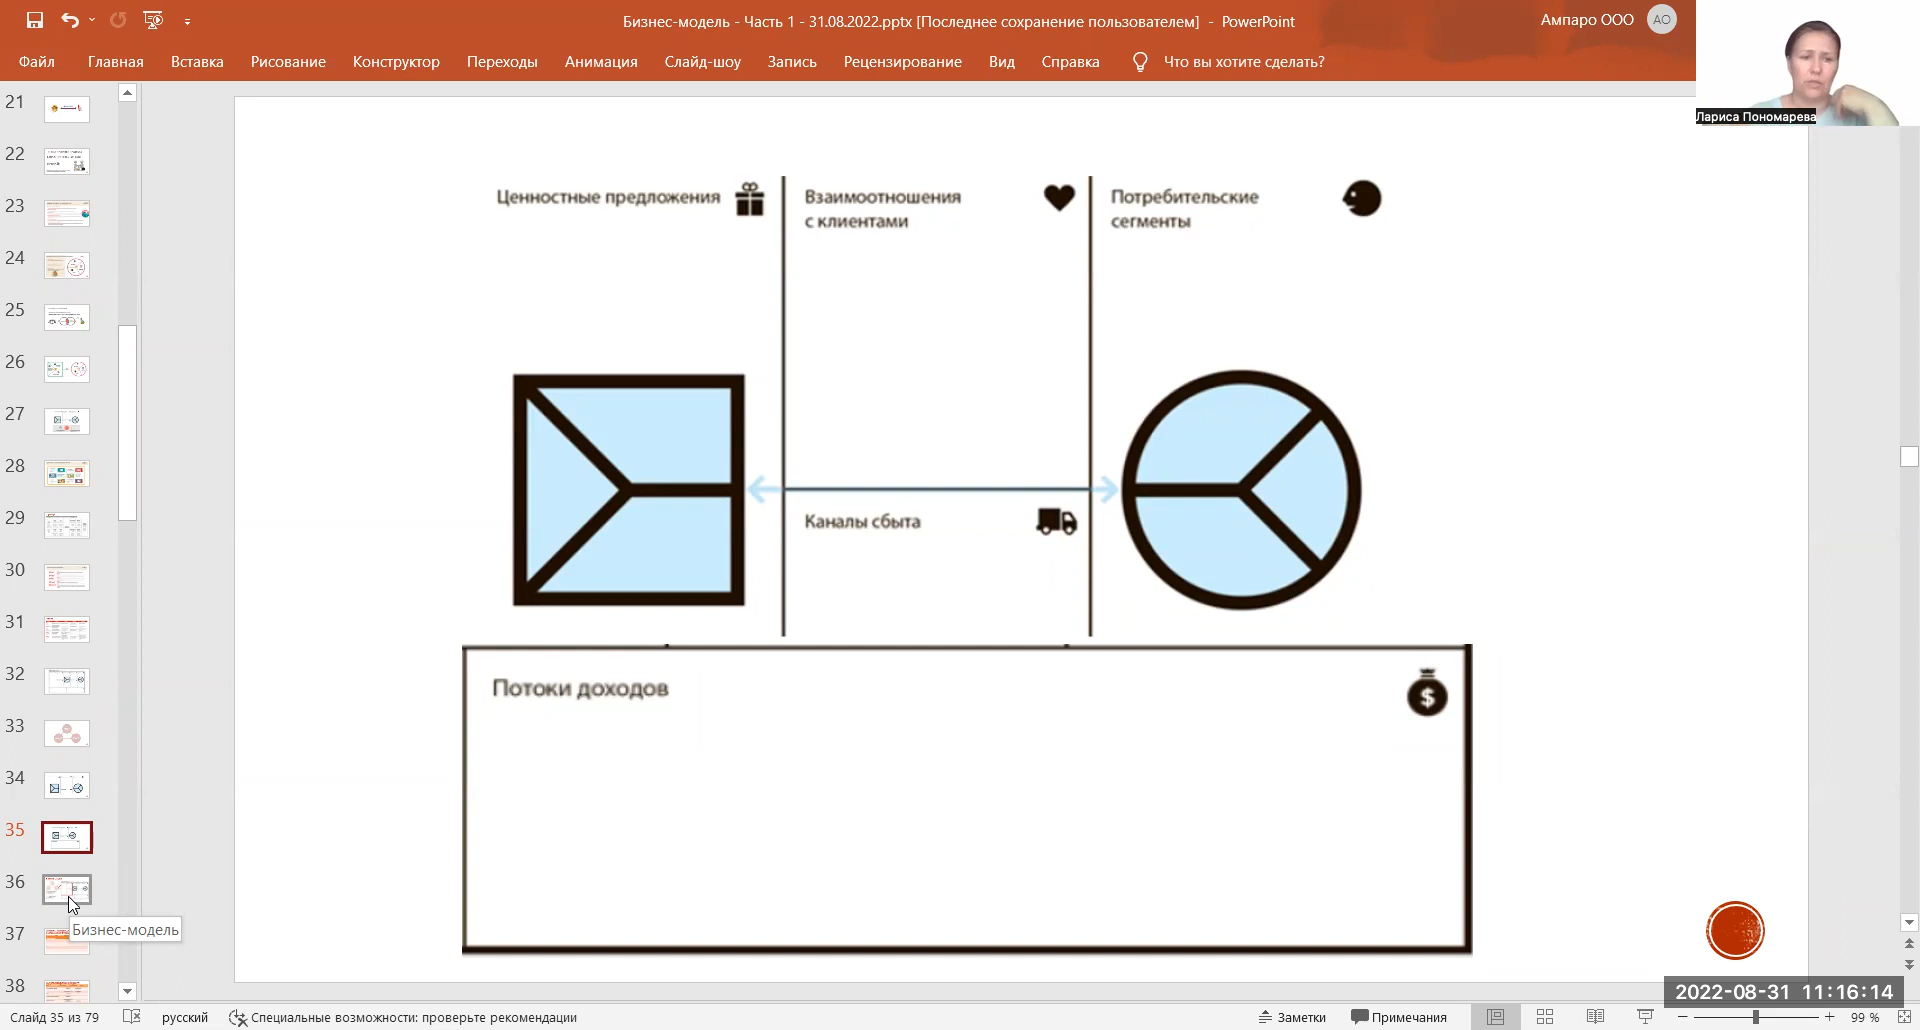 Бизнес-модель - Часть 1 - 31.08.2022.pptx [Последнее сохранение пользователем] - PowerPoint
Ампаро ООО
АО
Файл
Главная
Вставка
Рисование
Конструктор
Переходы
Анимация
Слайд-шоу
Запись
Рецензирование
Вид
Справка
Что вы хотите сделать?
Лариса Пономарева
21
22
23
24
25
26
27
28
29
30
31
32
33
34
35
36
37
38
Бизнес-модель
Ценностные предложения
Взаимоотношения
с клиентами
Потребительские
сегменты
Каналы сбыта
Потоки доходов
$
2022-08-31 11:16:14
Слайд 35 из 79
русский
Специальные возможности: проверьте рекомендации
Заметки
Примечания
99 %